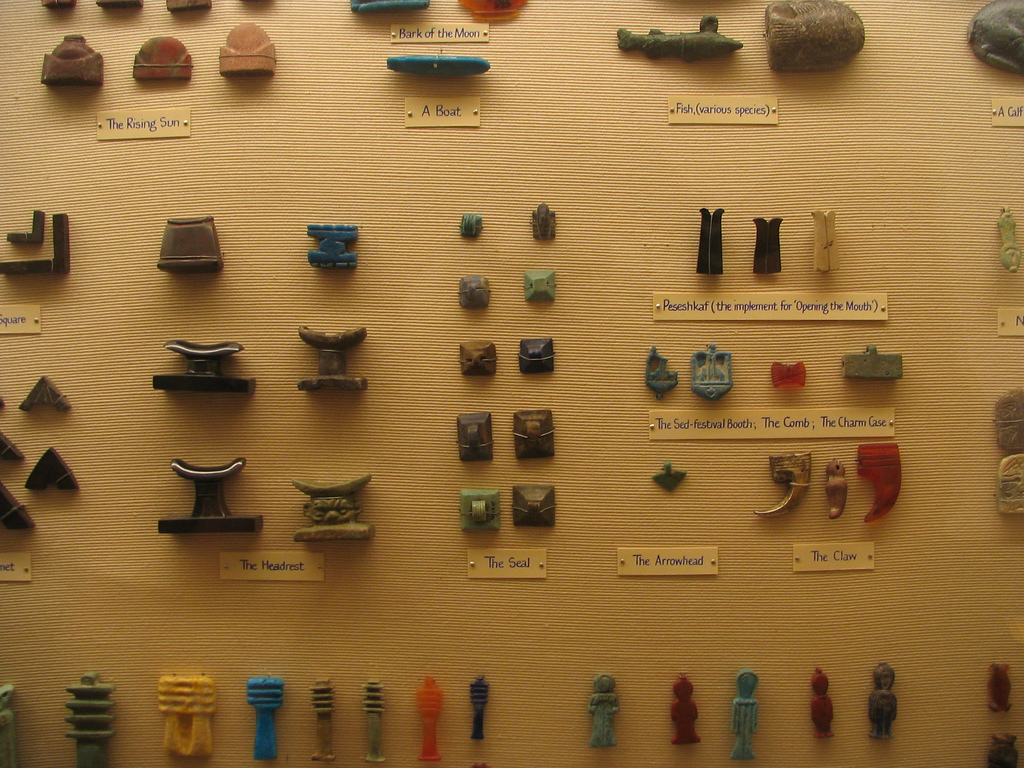 Bark of the Moon
A Boat
Fish,(various species)
The Rising Sun
Square
Peseshkaf (the implement for 'Opening the Mouth')
The Sed-festival Booth; The Comb; The Charm Case
The Headrest
The Seal
The Arrowhead
The Claw